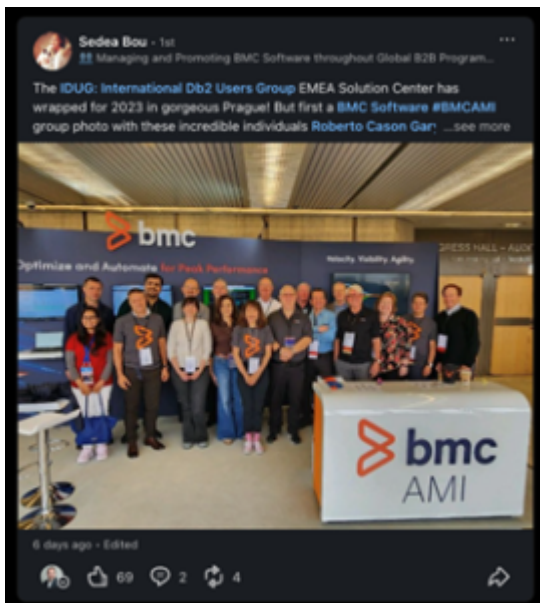 Sedea Bou • 1st
Managing and Promoting BMC Software throughout Global B2B Program...
The IDUG: International Db2 Users Group EMEA Solution Center has
wrapped for 2023 in gorgeous Prague! But first a BMC Software #BMCAMI
group photo with these incredible individuals Roberto Cason Gar ...see more
bmc
GRESS HALL – AUD
Optimize and Automate for Peak Performance
Velocity. Visibility. Agility.
bmc
AMI
6 days ago • Edited
69
2
4